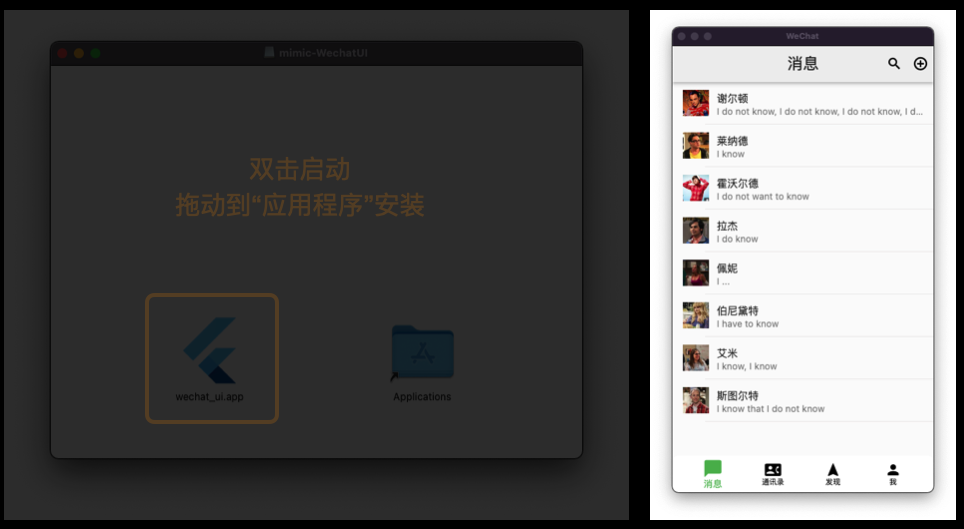 mimic-WechatUI
双击启动
拖动到“应用程序”安装
wechat_ui.app
Applications
WeChat
消息
谢尔顿
I do not know, I do not know, I do not know, I d...
莱纳德
I know
霍沃尔德
I do not want to know
拉杰
I do know
佩妮
I ...
伯尼黛特
I have to know
艾米
I know, I know
斯图尔特
I know that I do not know
消息
通讯录
发现
我